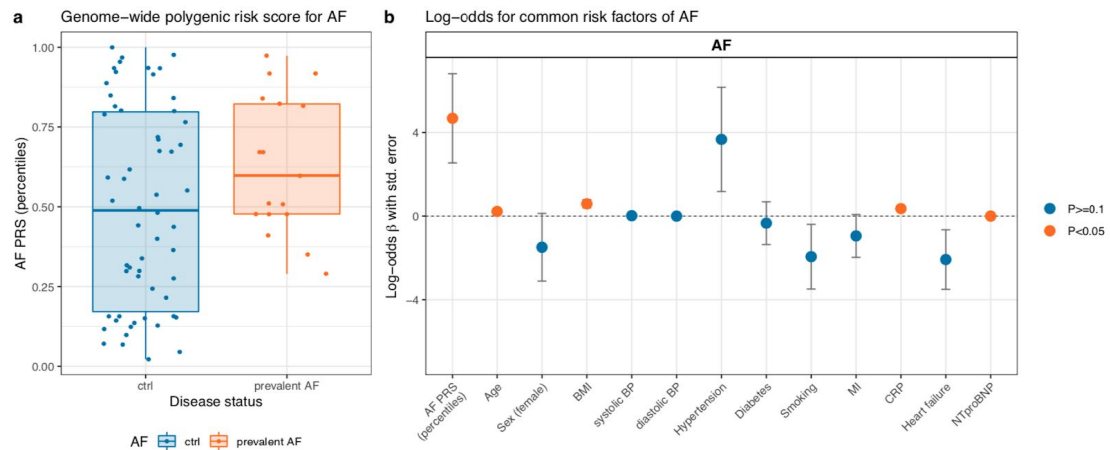 a
Genome-wide polygenic risk score for AF
AF PRS (percentiles)
1.00
0.75
0.50
0.25
0.00
ctrl
prevalent AF
Disease status
AF
ctrl
prevalent AF
b
Log-odds for common risk factors of AF
AF
Log-odds β with std. error
4
0
-4
AF PRS
(percentiles)
Age
Sex (female)
BMI
systolic BP
diastolic BP
Hypertension
Diabetes
Smoking
MI
CRP
Heart failure
NTproBNP
P>=0.1
P<0.05